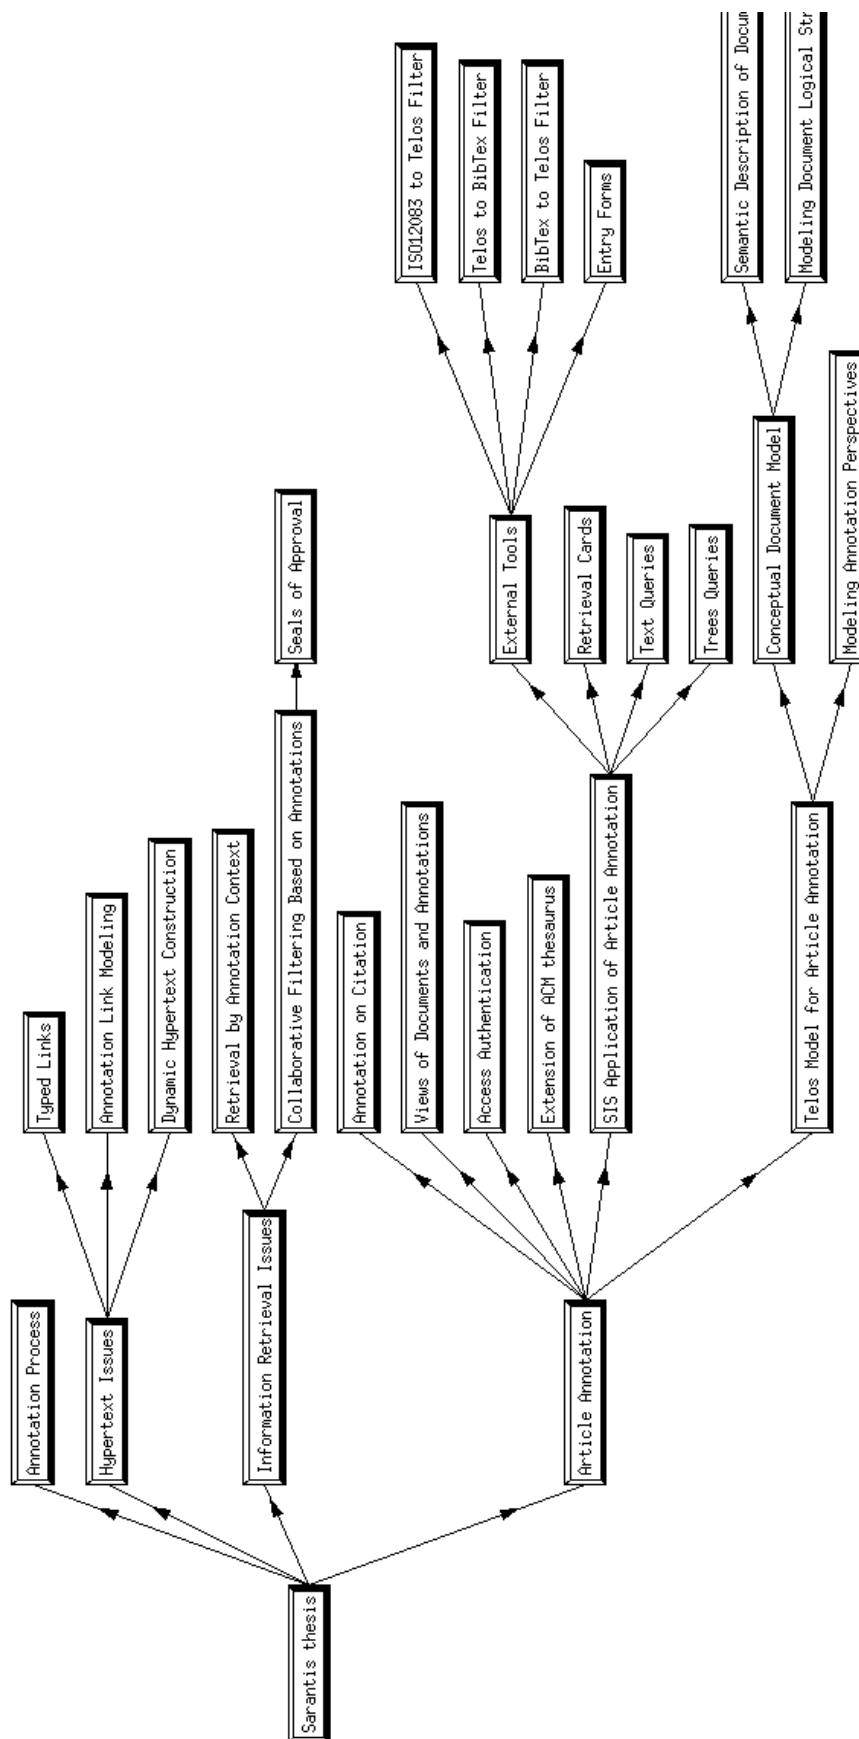 Sarantis thesis
Annotation Process
Hypertext Issues
Information Retrieval Issues
Article Annotation
Typed Links
Annotation Link Modeling
Dynamic Hypertext Construction
Retrieval by Annotation Context
Collaborative Filtering Based on Annotations
Annotation on Citation
Views of Documents and Annotations
Access Authentication
Extension of ACM thesaurus
SIS Application of Article Annotation
Telos Model for Article Annotation
Seals of Approval
External Tools
Retrieval Cards
Text Queries
Trees Queries
Conceptual Document Model
Modeling Annotation Perspectives
ISO12083 to Telos Filter
Telos to BibTex Filter
BibTex to Telos Filter
Entry Forms
Semantic Description of
Modeling Document Logical